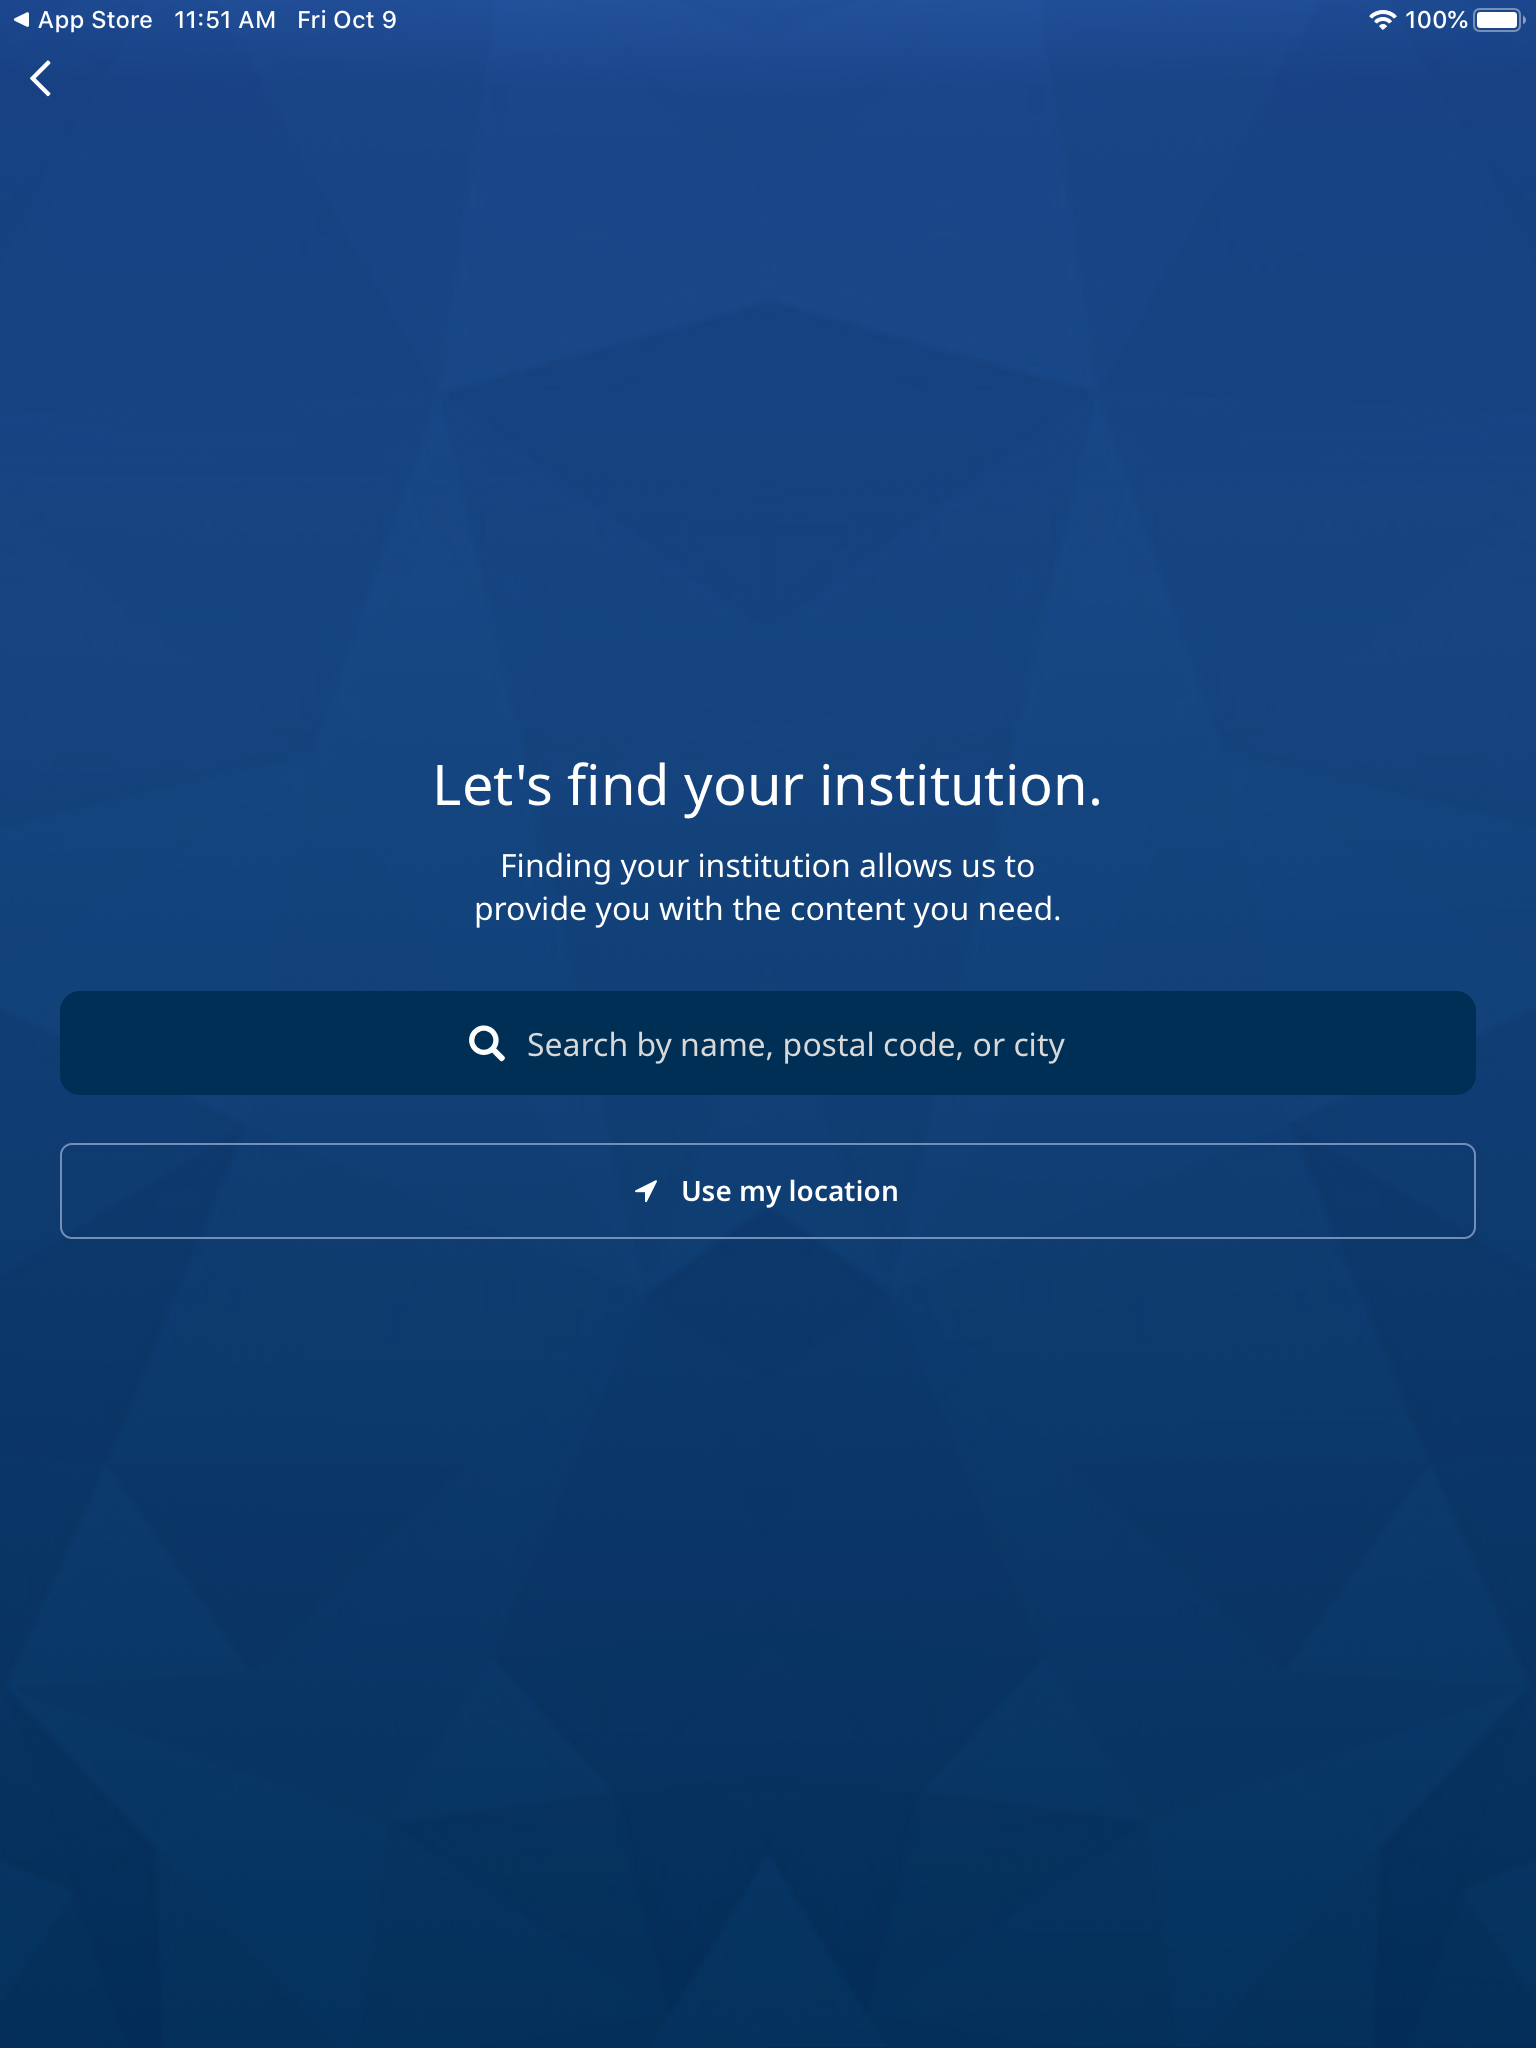 App Store 11:51 AM Fri Oct 9 100%
Let's find your institution.
Finding your institution allows us to
provide you with the content you need.
Search by name, postal code, or city
Use my location